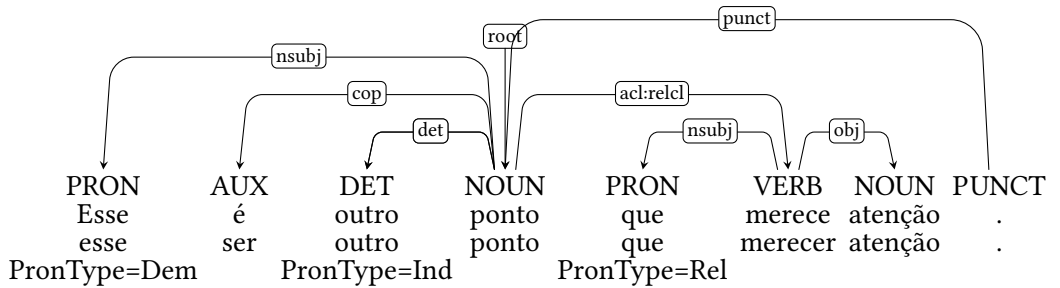 punct
root
nsubj
cop acl:relcl
det nsubj obj
PRON AUX DET NOUN PRON VERB NOUN PUNCT
Esse é outro ponto que merece atenção .
esse ser outro ponto que merecer atenção .
PronType=Dem PronType=Ind PronType=Rel